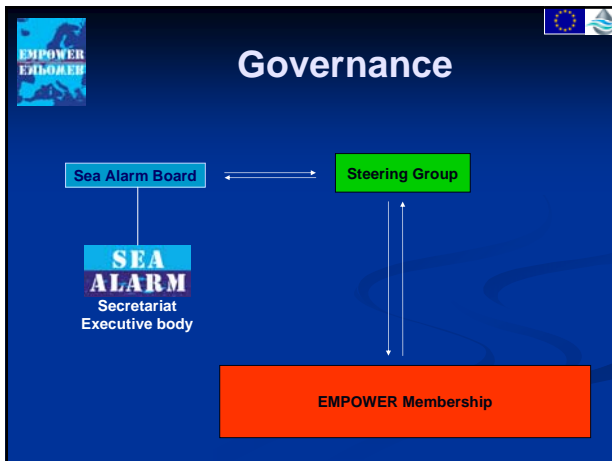 EMPOWER
EMPOWER
Governance
Sea Alarm Board
Steering Group
SEA
ALARM
Secretariat
Executive body
EMPOWER Membership